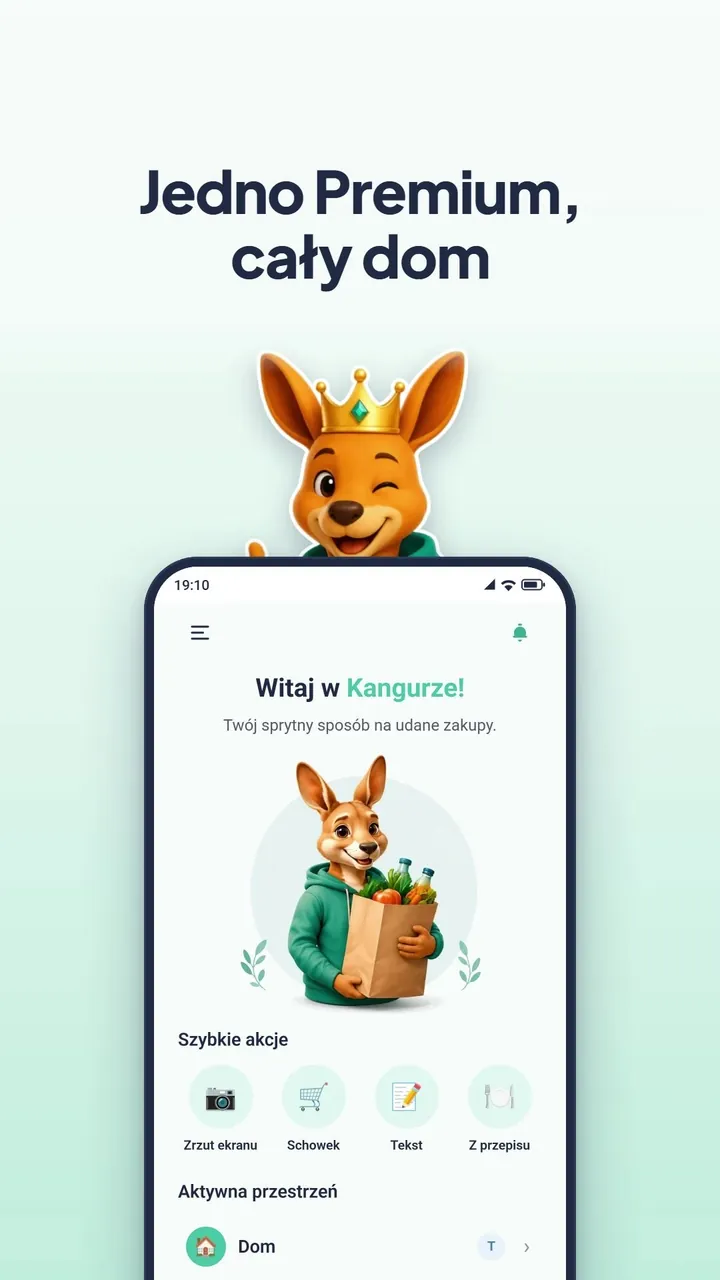 Jedno Premium,
cały dom
19:10
Witaj w Kangurze!
Twój sprytny sposób na udane zakupy.
Szybkie akcje
Zrzut ekranu
Schowek
Tekst
Z przepisu
Aktywna przestrzeń
Dom
T